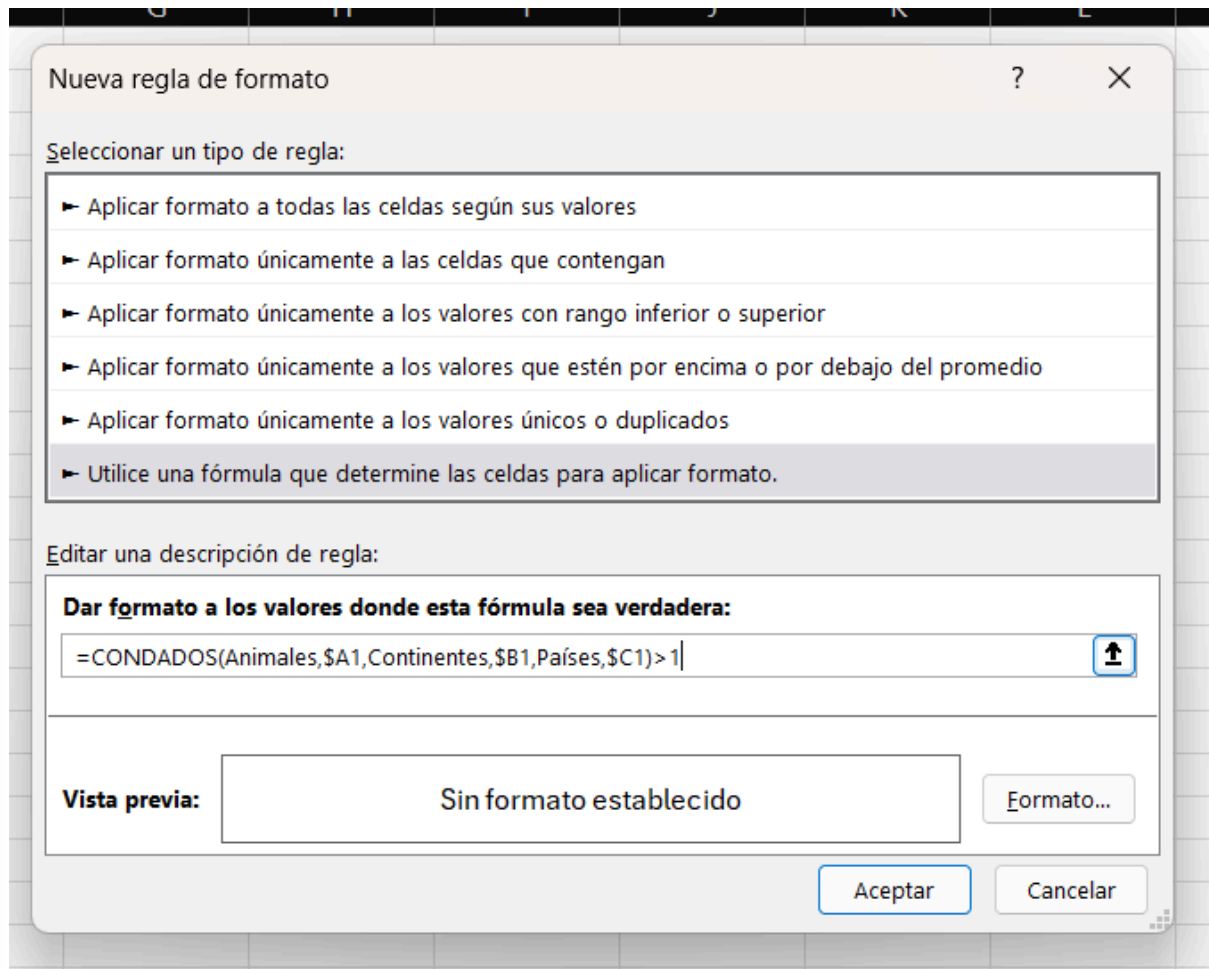 G H I J K L
Nueva regla de formato ?
Seleccionar un tipo de regla:
► Aplicar formato a todas las celdas según sus valores
► Aplicar formato únicamente a las celdas que contengan
► Aplicar formato únicamente a los valores con rango inferior o superior
► Aplicar formato únicamente a los valores que estén por encima o por debajo del promedio
► Aplicar formato únicamente a los valores únicos o duplicados
► Utilice una fórmula que determine las celdas para aplicar formato.
Editar una descripción de regla:
Dar formato a los valores donde esta fórmula sea verdadera:
=CONDADOS(Animales,$A1,Continentes,$B1,Países,$C1)>1
Vista previa: Sin formato establecido Formato...
Aceptar Cancelar